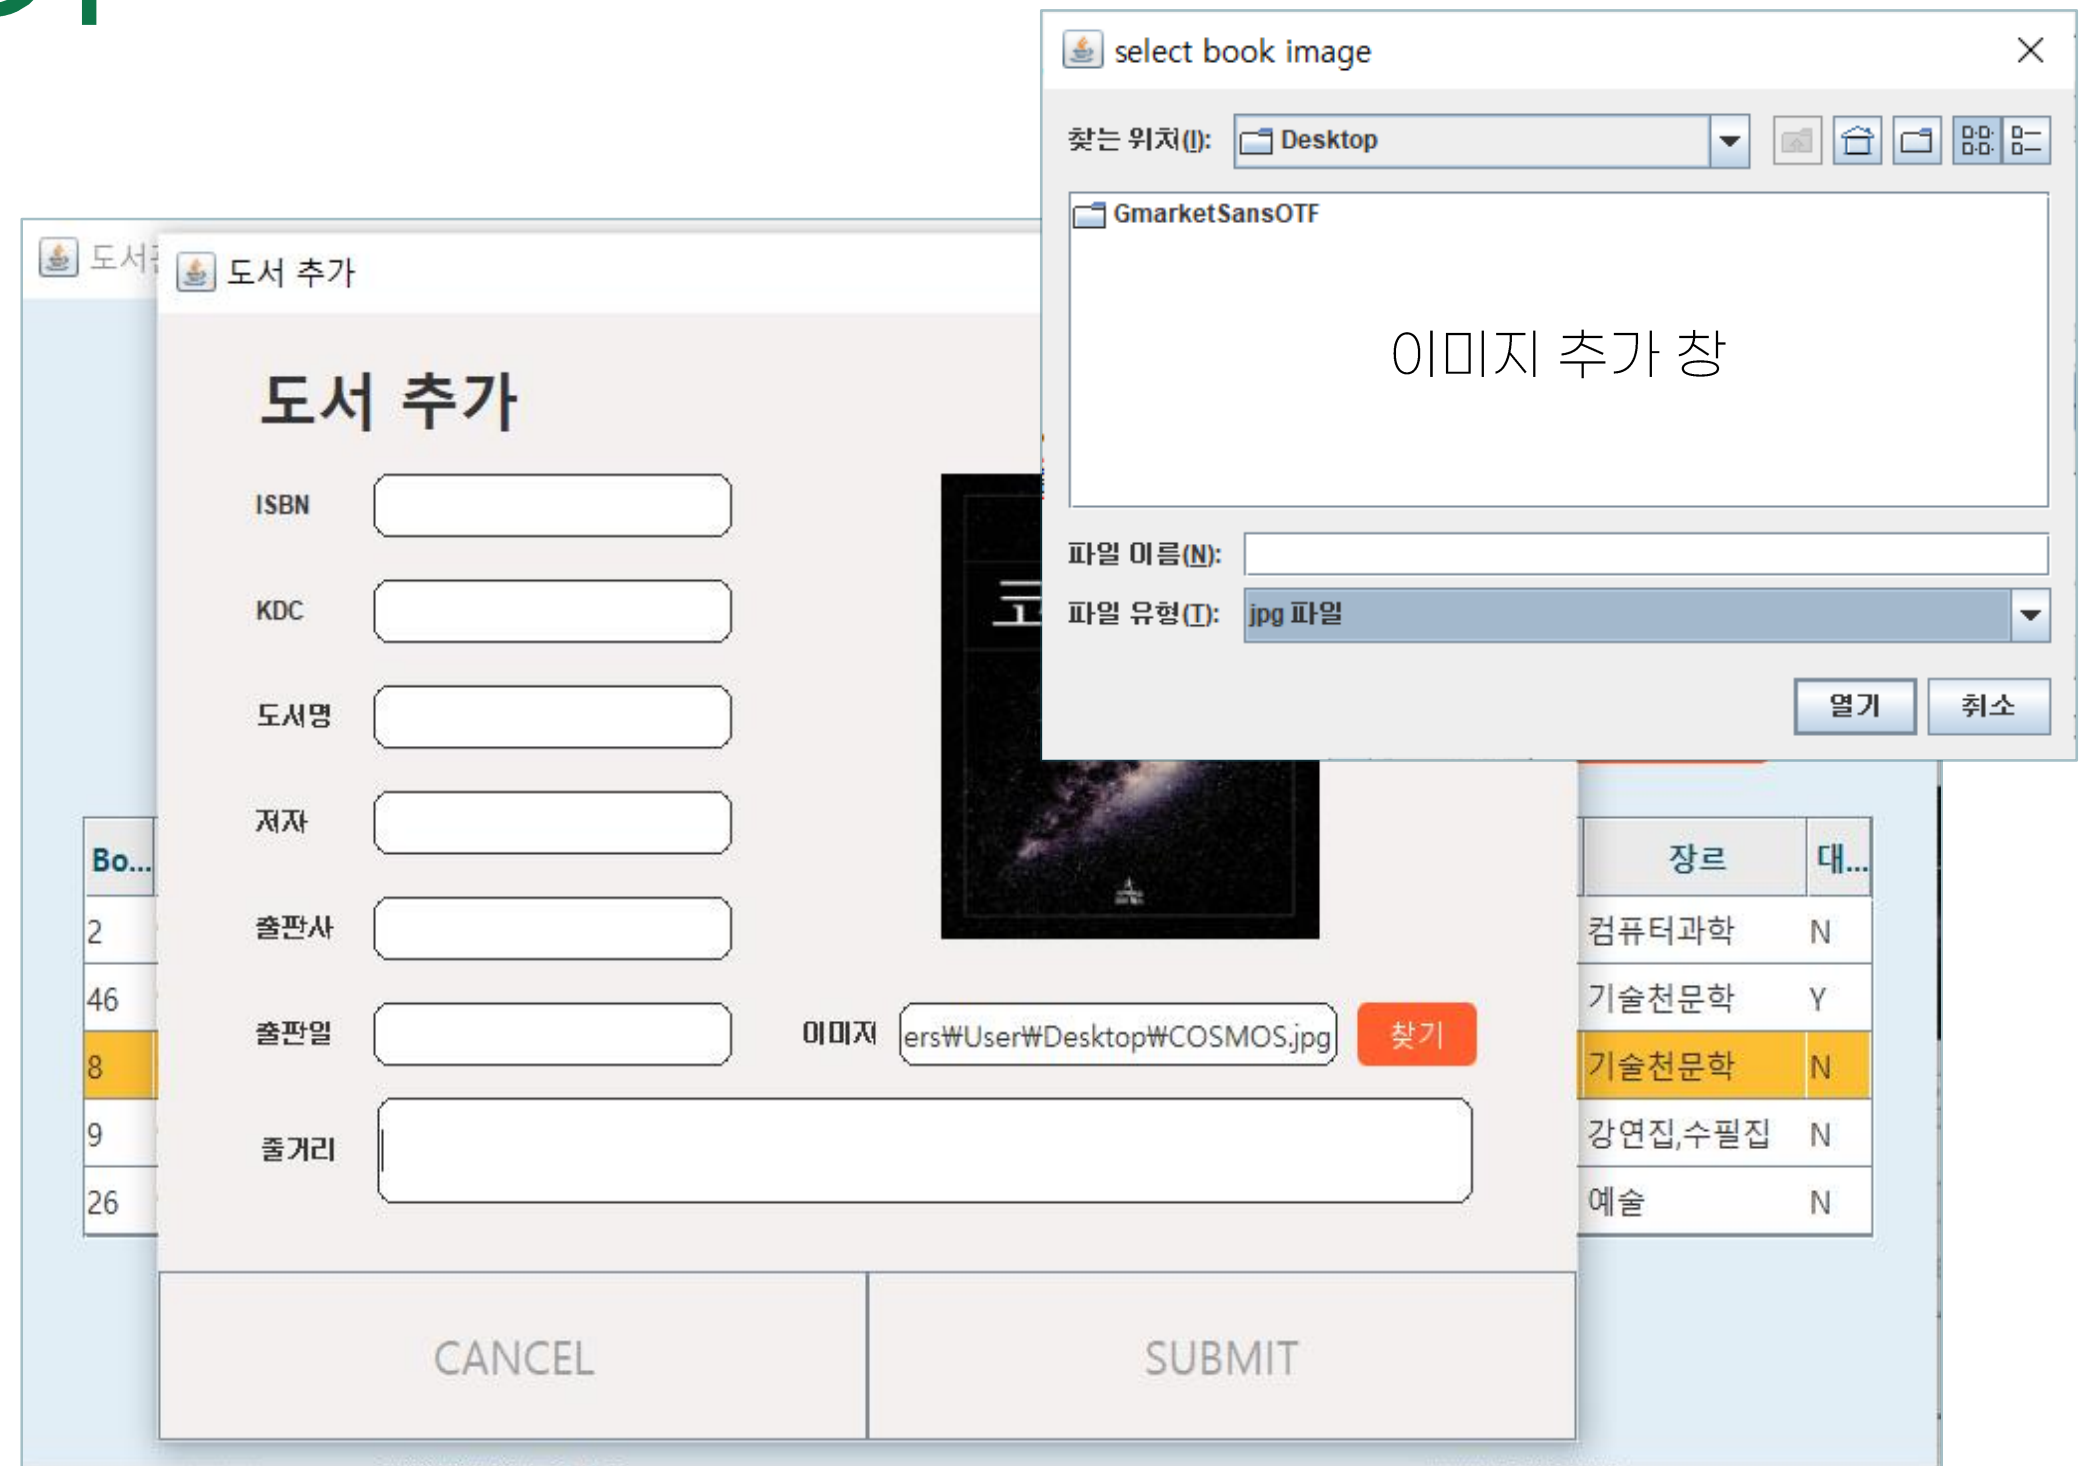 select book image
찾는 위치(I):
Desktop
GmarketSansOTF
이미지 추가 창
파일 이름(N):
파일 유형(T):
jpg 파일
열기
취소
도서 추가
도서 추가
ISBN
KDC
도서명
저자
출판사
출판일
이미지
ers₩User₩Desktop₩COSMOS.jpg
찾기
줄거리
CANCEL
SUBMIT
Bo... 장르 대...
2 컴퓨터과학 N
46 기술천문학 Y
8 기술천문학 N
9 강연집,수필집 N
26 예술 N